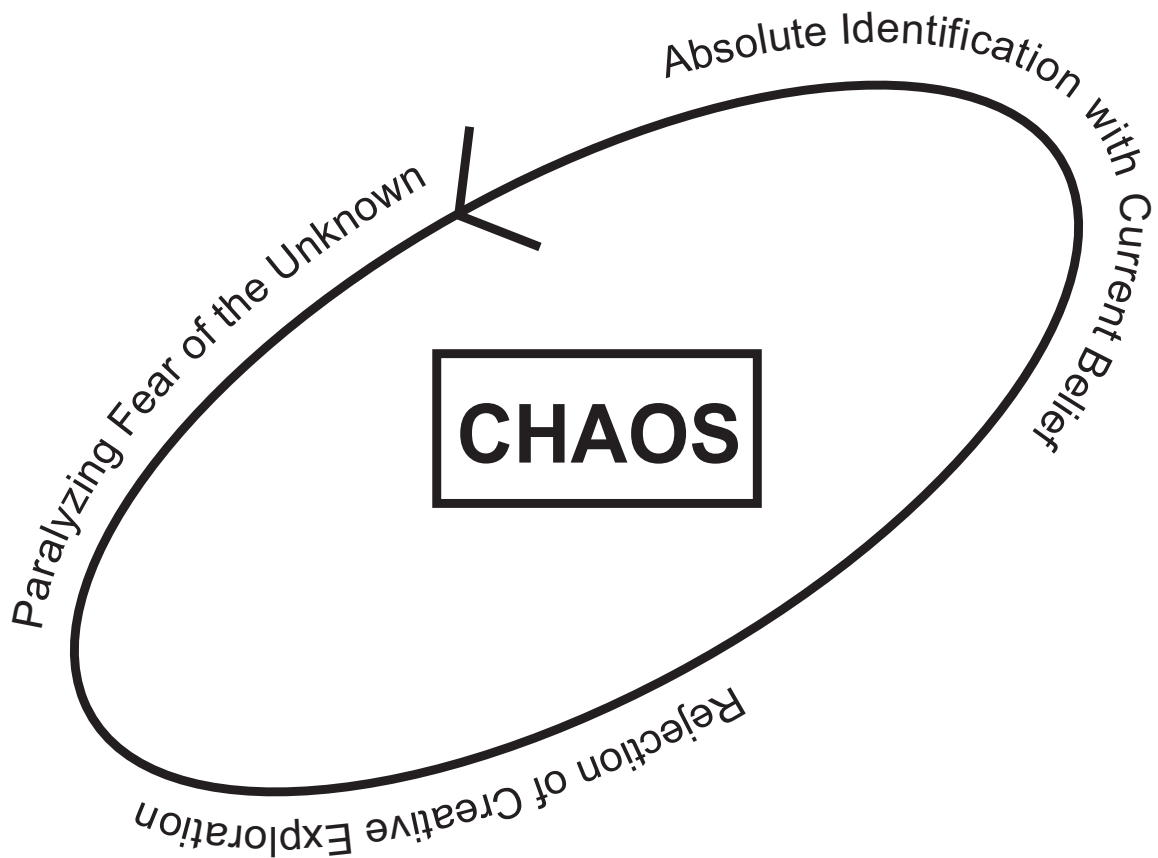 Absolute Identification with Current Belief
Paralyzing Fear of the Unknown
CHAOS
Rejection of Creative Exploration